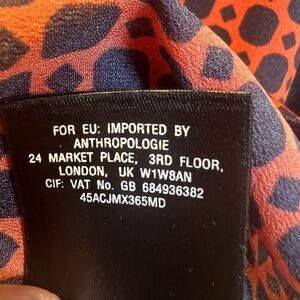 FOR EU: IMPORTED BY
ANTHROPOLOGIE
24 MARKET PLACE, 3RD FLOOR,
LONDON, UK W1W8AN
CIF: VAT No. GB 684936382
45ACJMX365MD